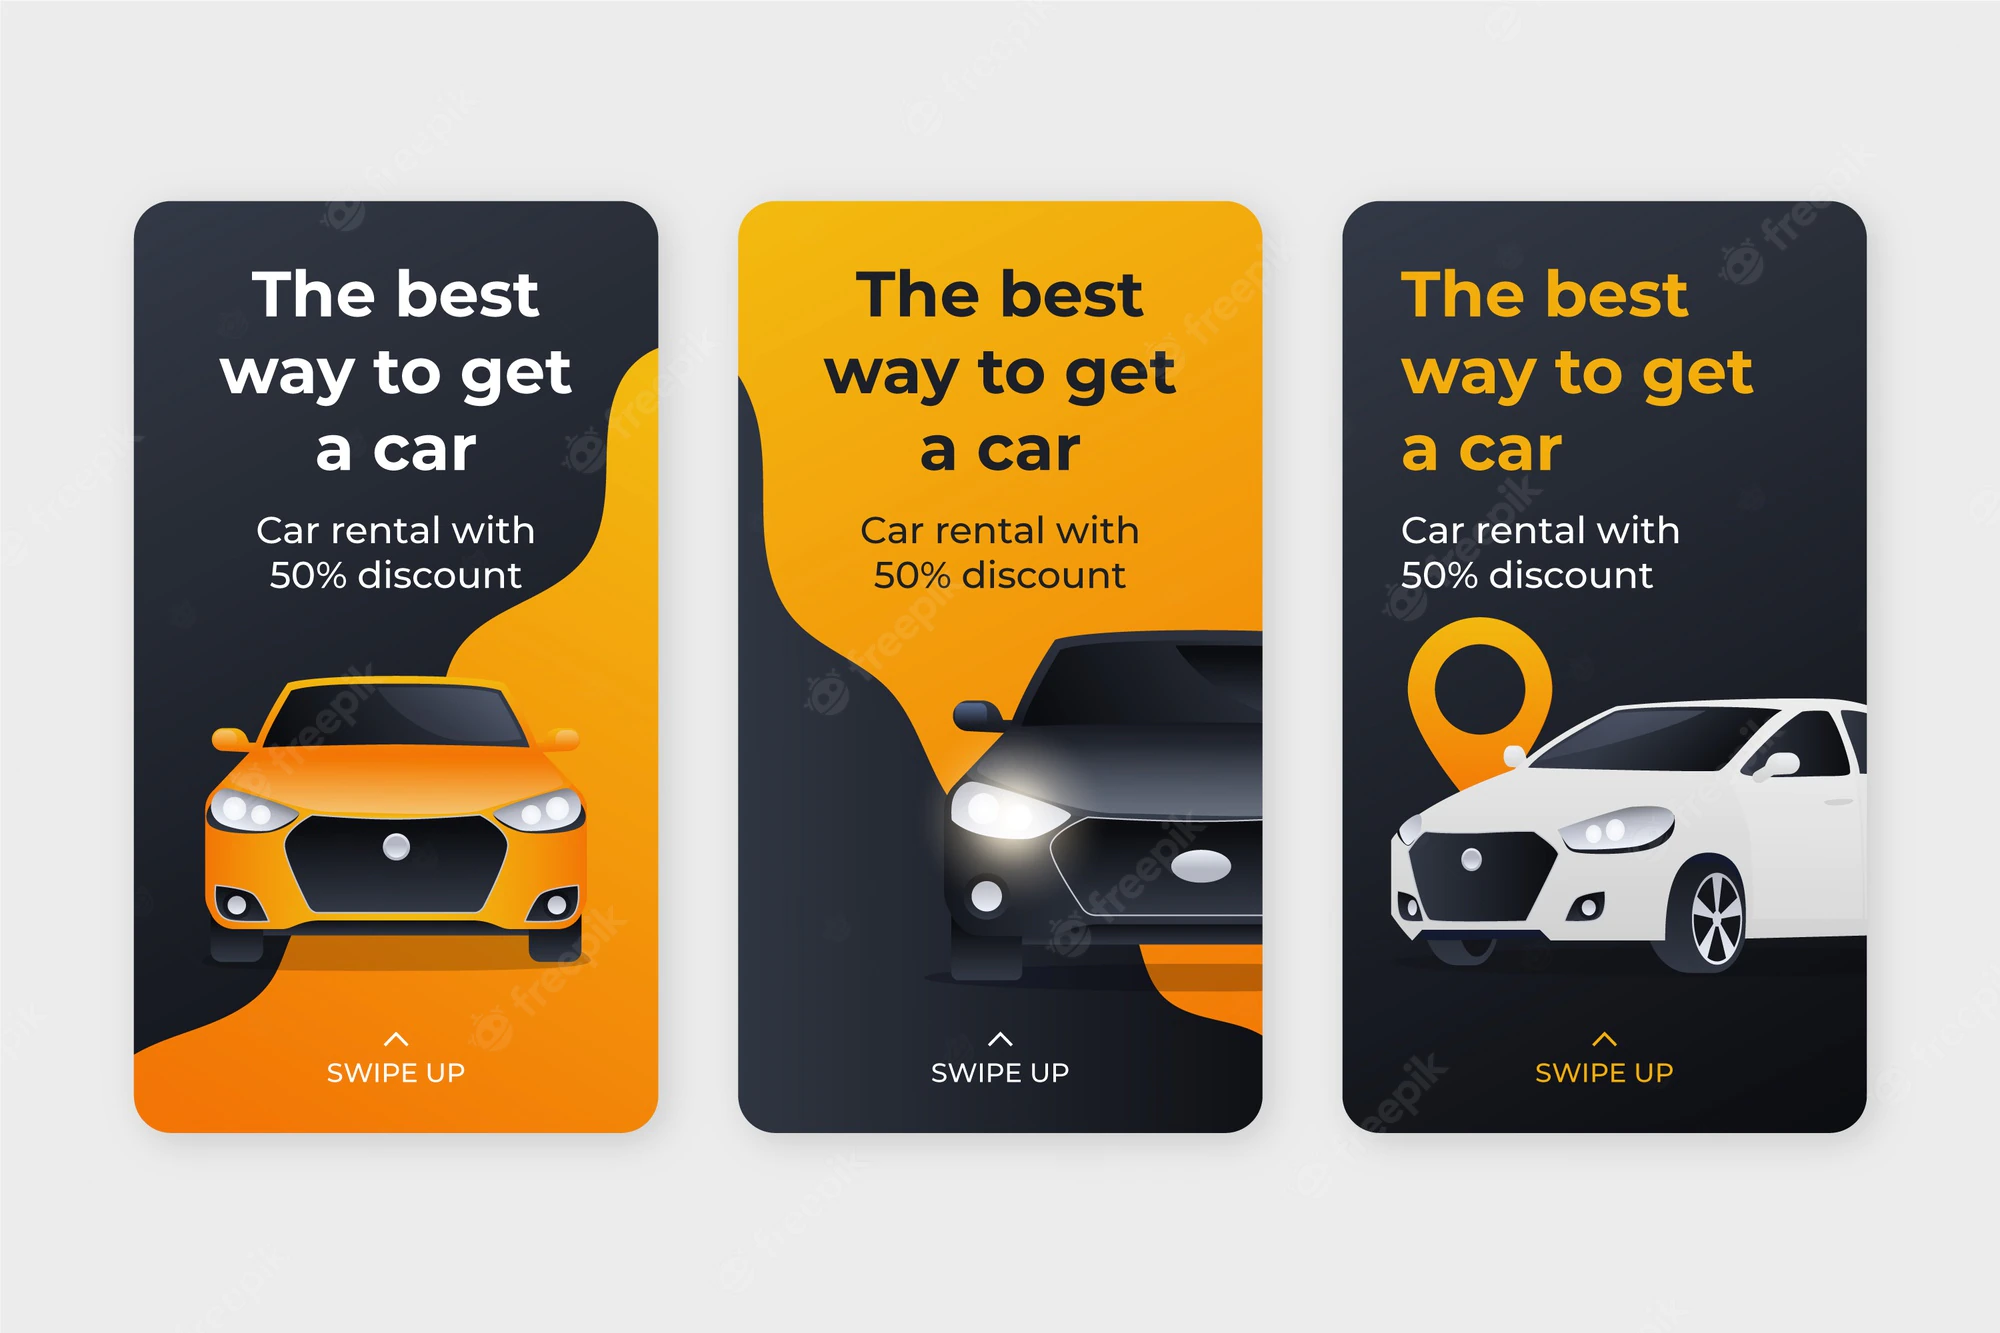 The best
way to get
a car
Car rental with
50% discount
SWIPE UP
The best
way to get
a car
Car rental with
50% discount
SWIPE UP
The best
way to get
a car
Car rental with
50% discount
SWIPE UP
freepik